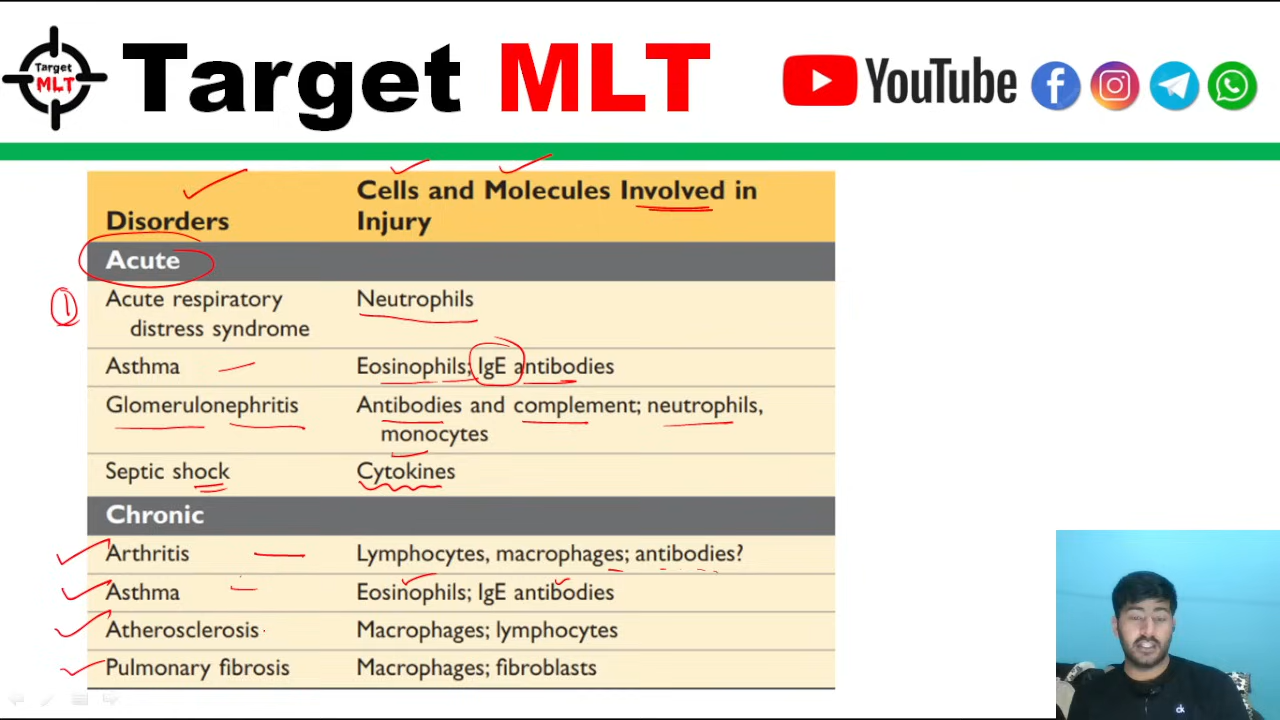 Target
MLT
Target MLT
YouTube
Disorders
Cells and Molecules Involved in
Injury
Acute
1
Acute respiratory
distress syndrome
Neutrophils
Asthma
Eosinophils; IgE antibodies
Glomerulonephritis
Antibodies and complement; neutrophils,
monocytes
Septic shock
Cytokines
Chronic
Arthritis
Lymphocytes, macrophages; antibodies?
Asthma
Eosinophils; IgE antibodies
Atherosclerosis
Macrophages; lymphocytes
Pulmonary fibrosis
Macrophages; fibroblasts